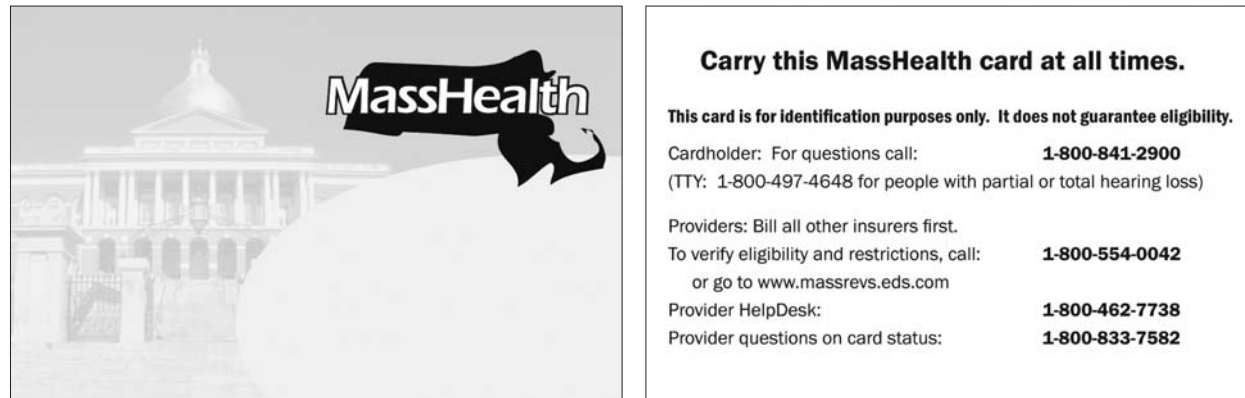 MassHealth
Carry this MassHealth card at all times.
This card is for identification purposes only. It does not guarantee eligibility.
Cardholder: For questions call: 1-800-841-2900
(TTY: 1-800-497-4648 for people with partial or total hearing loss)
Providers: Bill all other insurers first.
To verify eligibility and restrictions, call: 1-800-554-0042
or go to www.massrevs.eds.com
Provider HelpDesk: 1-800-462-7738
Provider questions on card status: 1-800-833-7582